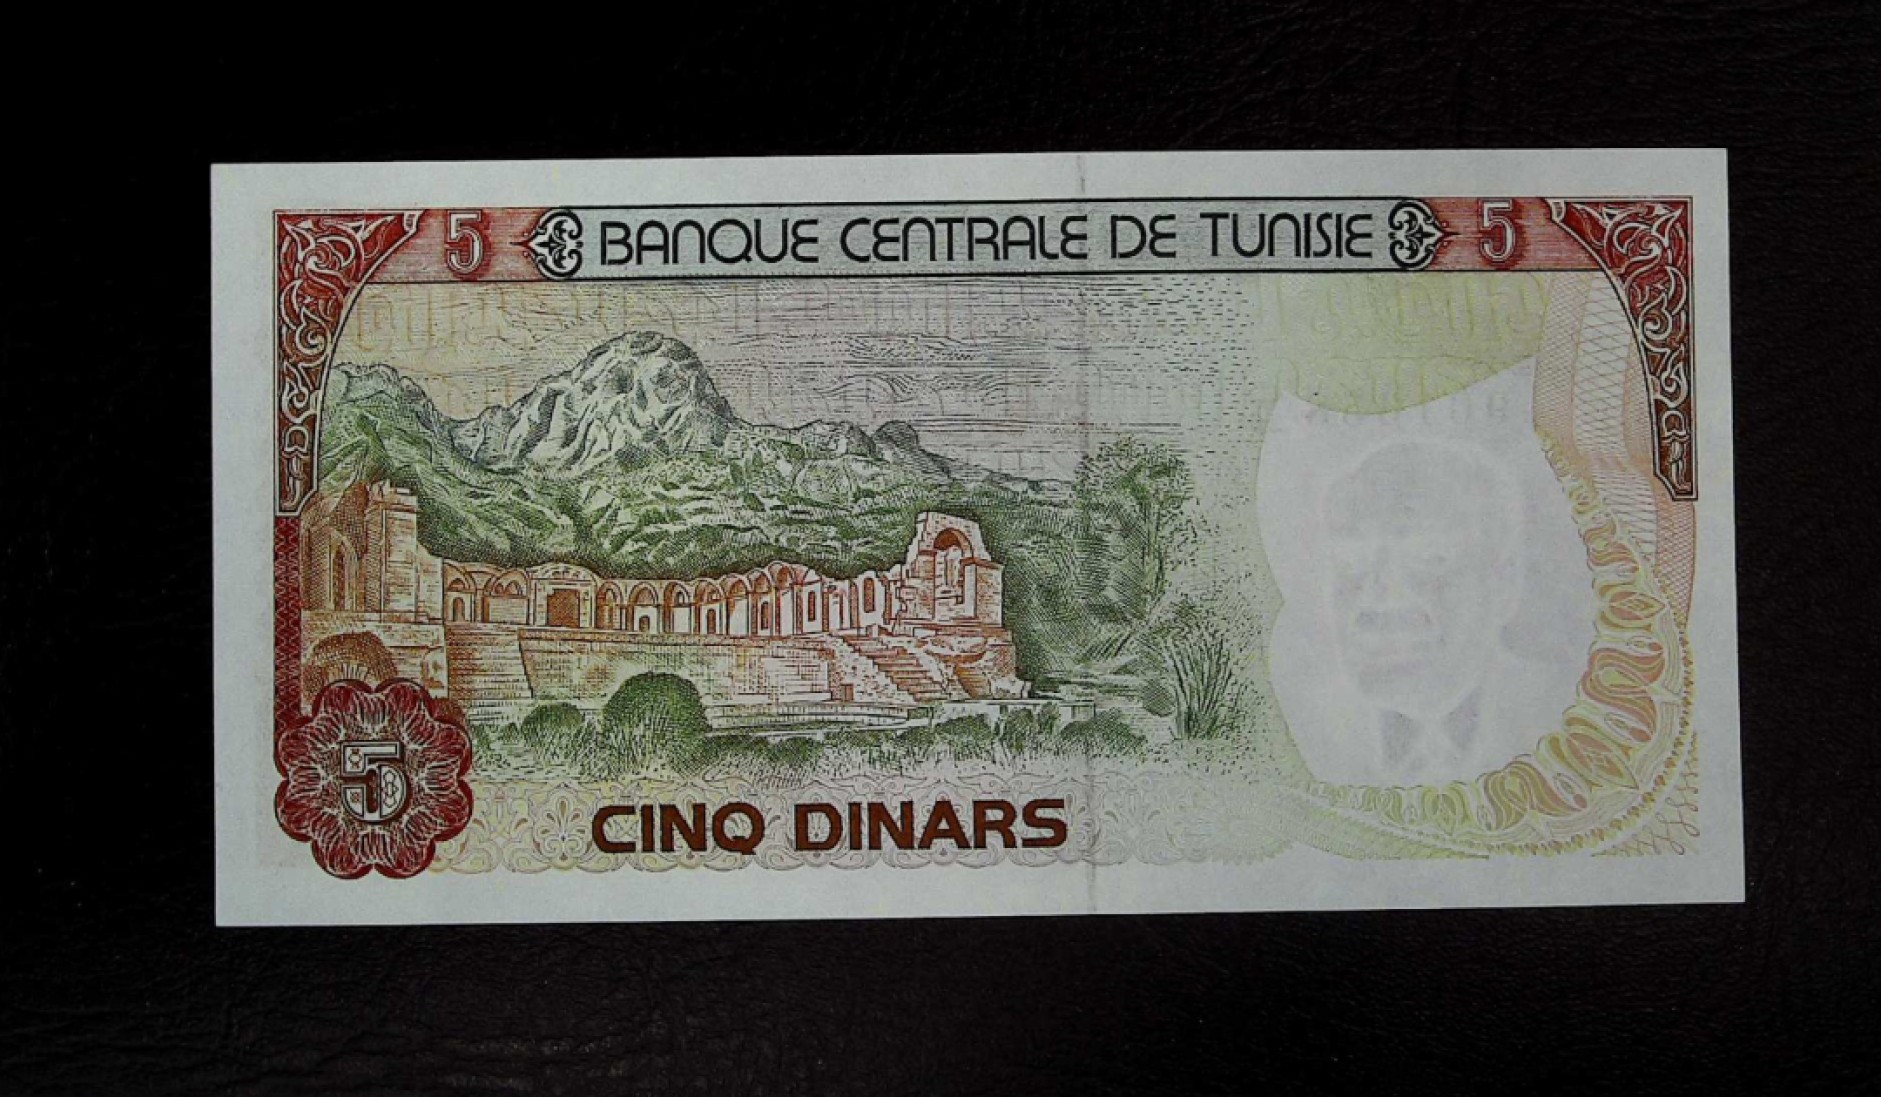 5 BANQUE CENTRALE DE TUNISIE 5
5
CINQ DINARS